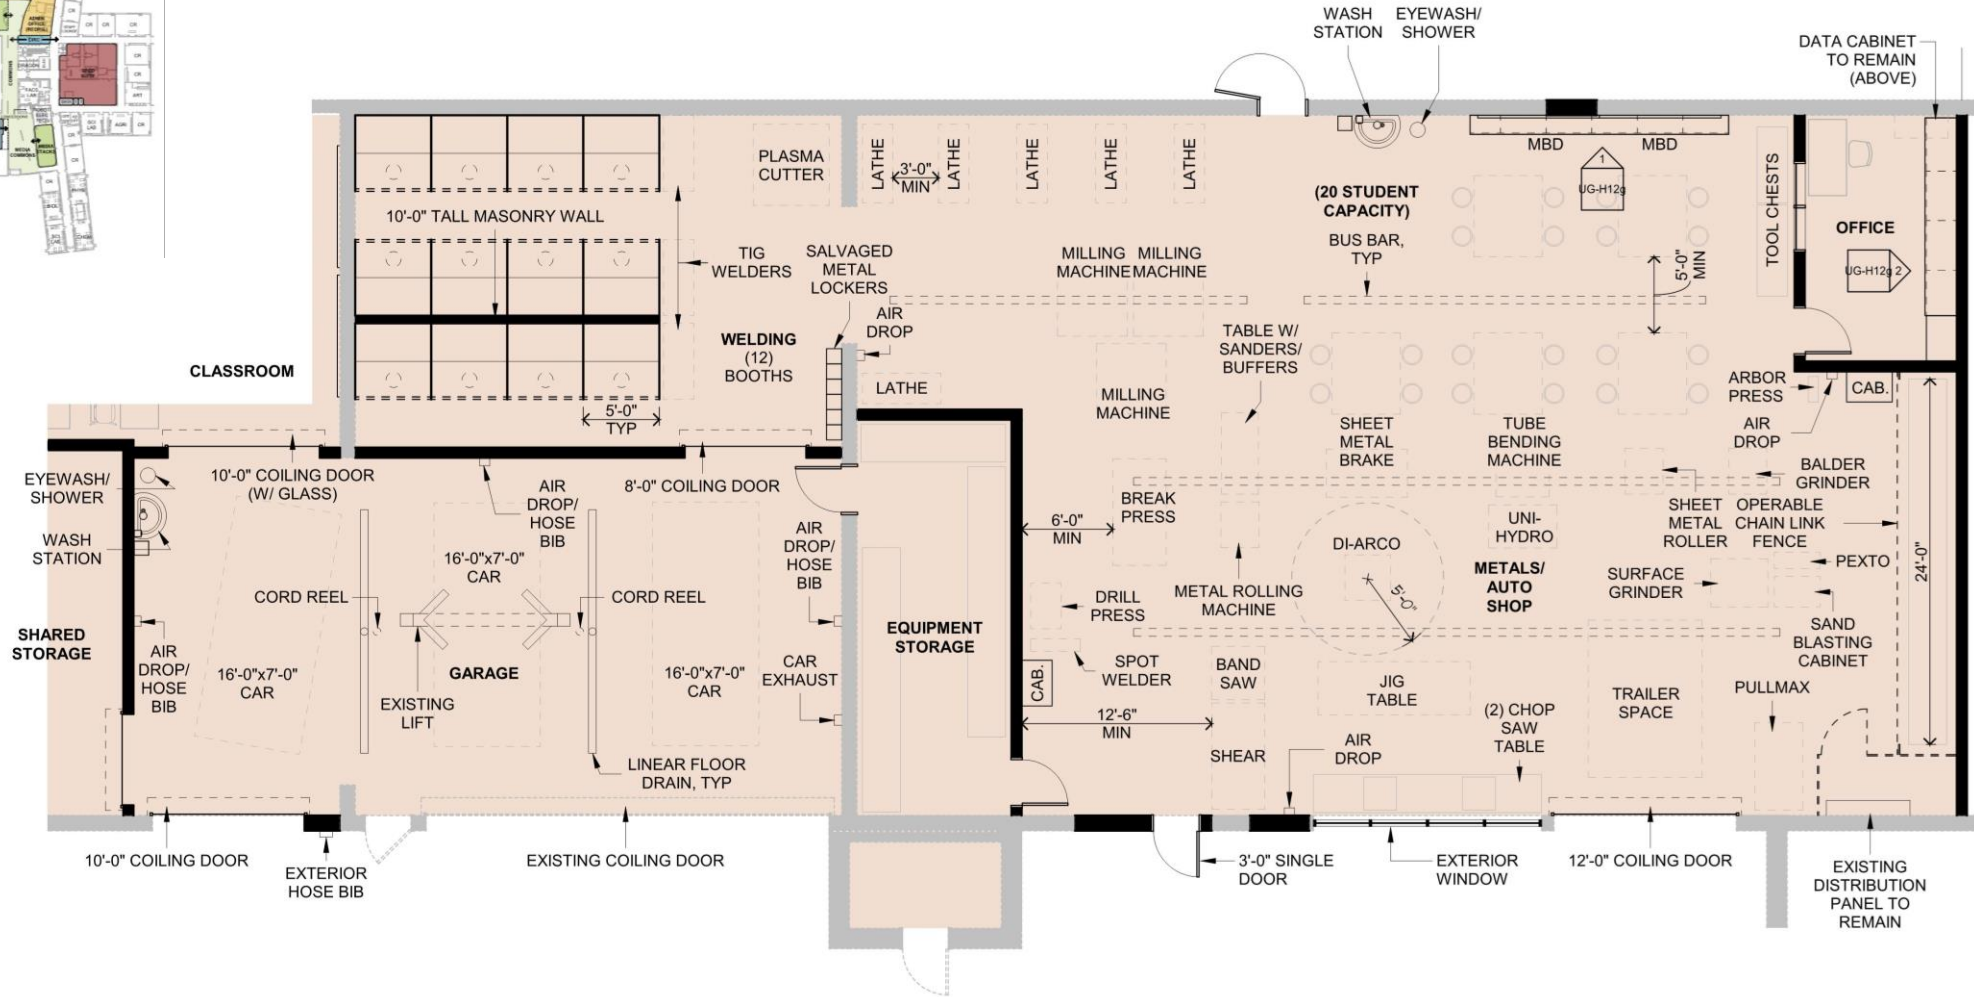 WASH
STATION
EYEWASH/
SHOWER
DATA CABINET
TO REMAIN
(ABOVE)
PLASMA
CUTTER
LATHE
3'-0"
MIN
LATHE
LATHE
LATHE
LATHE
MBD
MBD
1
UG-H12g
TOOL CHESTS
(20 STUDENT
CAPACITY)
BUS BAR,
TYP
5'-0"
MIN
OFFICE
UG-H12g 2
10'-0" TALL MASONRY WALL
TIG
WELDERS
SALVAGED
METAL
LOCKERS
AIR
DROP
MILLING
MACHINE
MILLING
MACHINE
WELDING
(12)
BOOTHS
TABLE W/
SANDERS/
BUFFERS
CLASSROOM
5'-0"
TYP
LATHE
MILLING
MACHINE
ARBOR
PRESS
CAB.
AIR
DROP
SHEET
METAL
BRAKE
TUBE
BENDING
MACHINE
BALDER
GRINDER
EYEWASH/
SHOWER
10'-0" COILING DOOR
(W/ GLASS)
AIR
DROP/
HOSE
BIB
8'-0" COILING DOOR
BREAK
PRESS
6'-0"
MIN
SHEET
METAL
ROLLER
OPERABLE
CHAIN LINK
FENCE
WASH
STATION
16'-0"x7'-0"
CAR
AIR
DROP/
HOSE
BIB
UNI-
HYDRO
DI-ARCO
5'-0"
METALS/
AUTO
SHOP
PEXTO
24'-0"
SURFACE
GRINDER
CORD REEL
CORD REEL
DRILL
PRESS
METAL ROLLING
MACHINE
SAND
BLASTING
CABINET
SHARED
STORAGE
AIR
DROP/
HOSE
BIB
16'-0"x7'-0"
CAR
GARAGE
EXISTING
LIFT
16'-0"x7'-0"
CAR
CAR
EXHAUST
EQUIPMENT
STORAGE
CAB.
SPOT
WELDER
BAND
SAW
JIG
TABLE
TRAILER
SPACE
PULLMAX
12'-6"
MIN
(2) CHOP
SAW
TABLE
LINEAR FLOOR
DRAIN, TYP
SHEAR
AIR
DROP
10'-0" COILING DOOR
EXTERIOR
HOSE BIB
EXISTING COILING DOOR
3'-0" SINGLE
DOOR
EXTERIOR
WINDOW
12'-0" COILING DOOR
EXISTING
DISTRIBUTION
PANEL TO
REMAIN